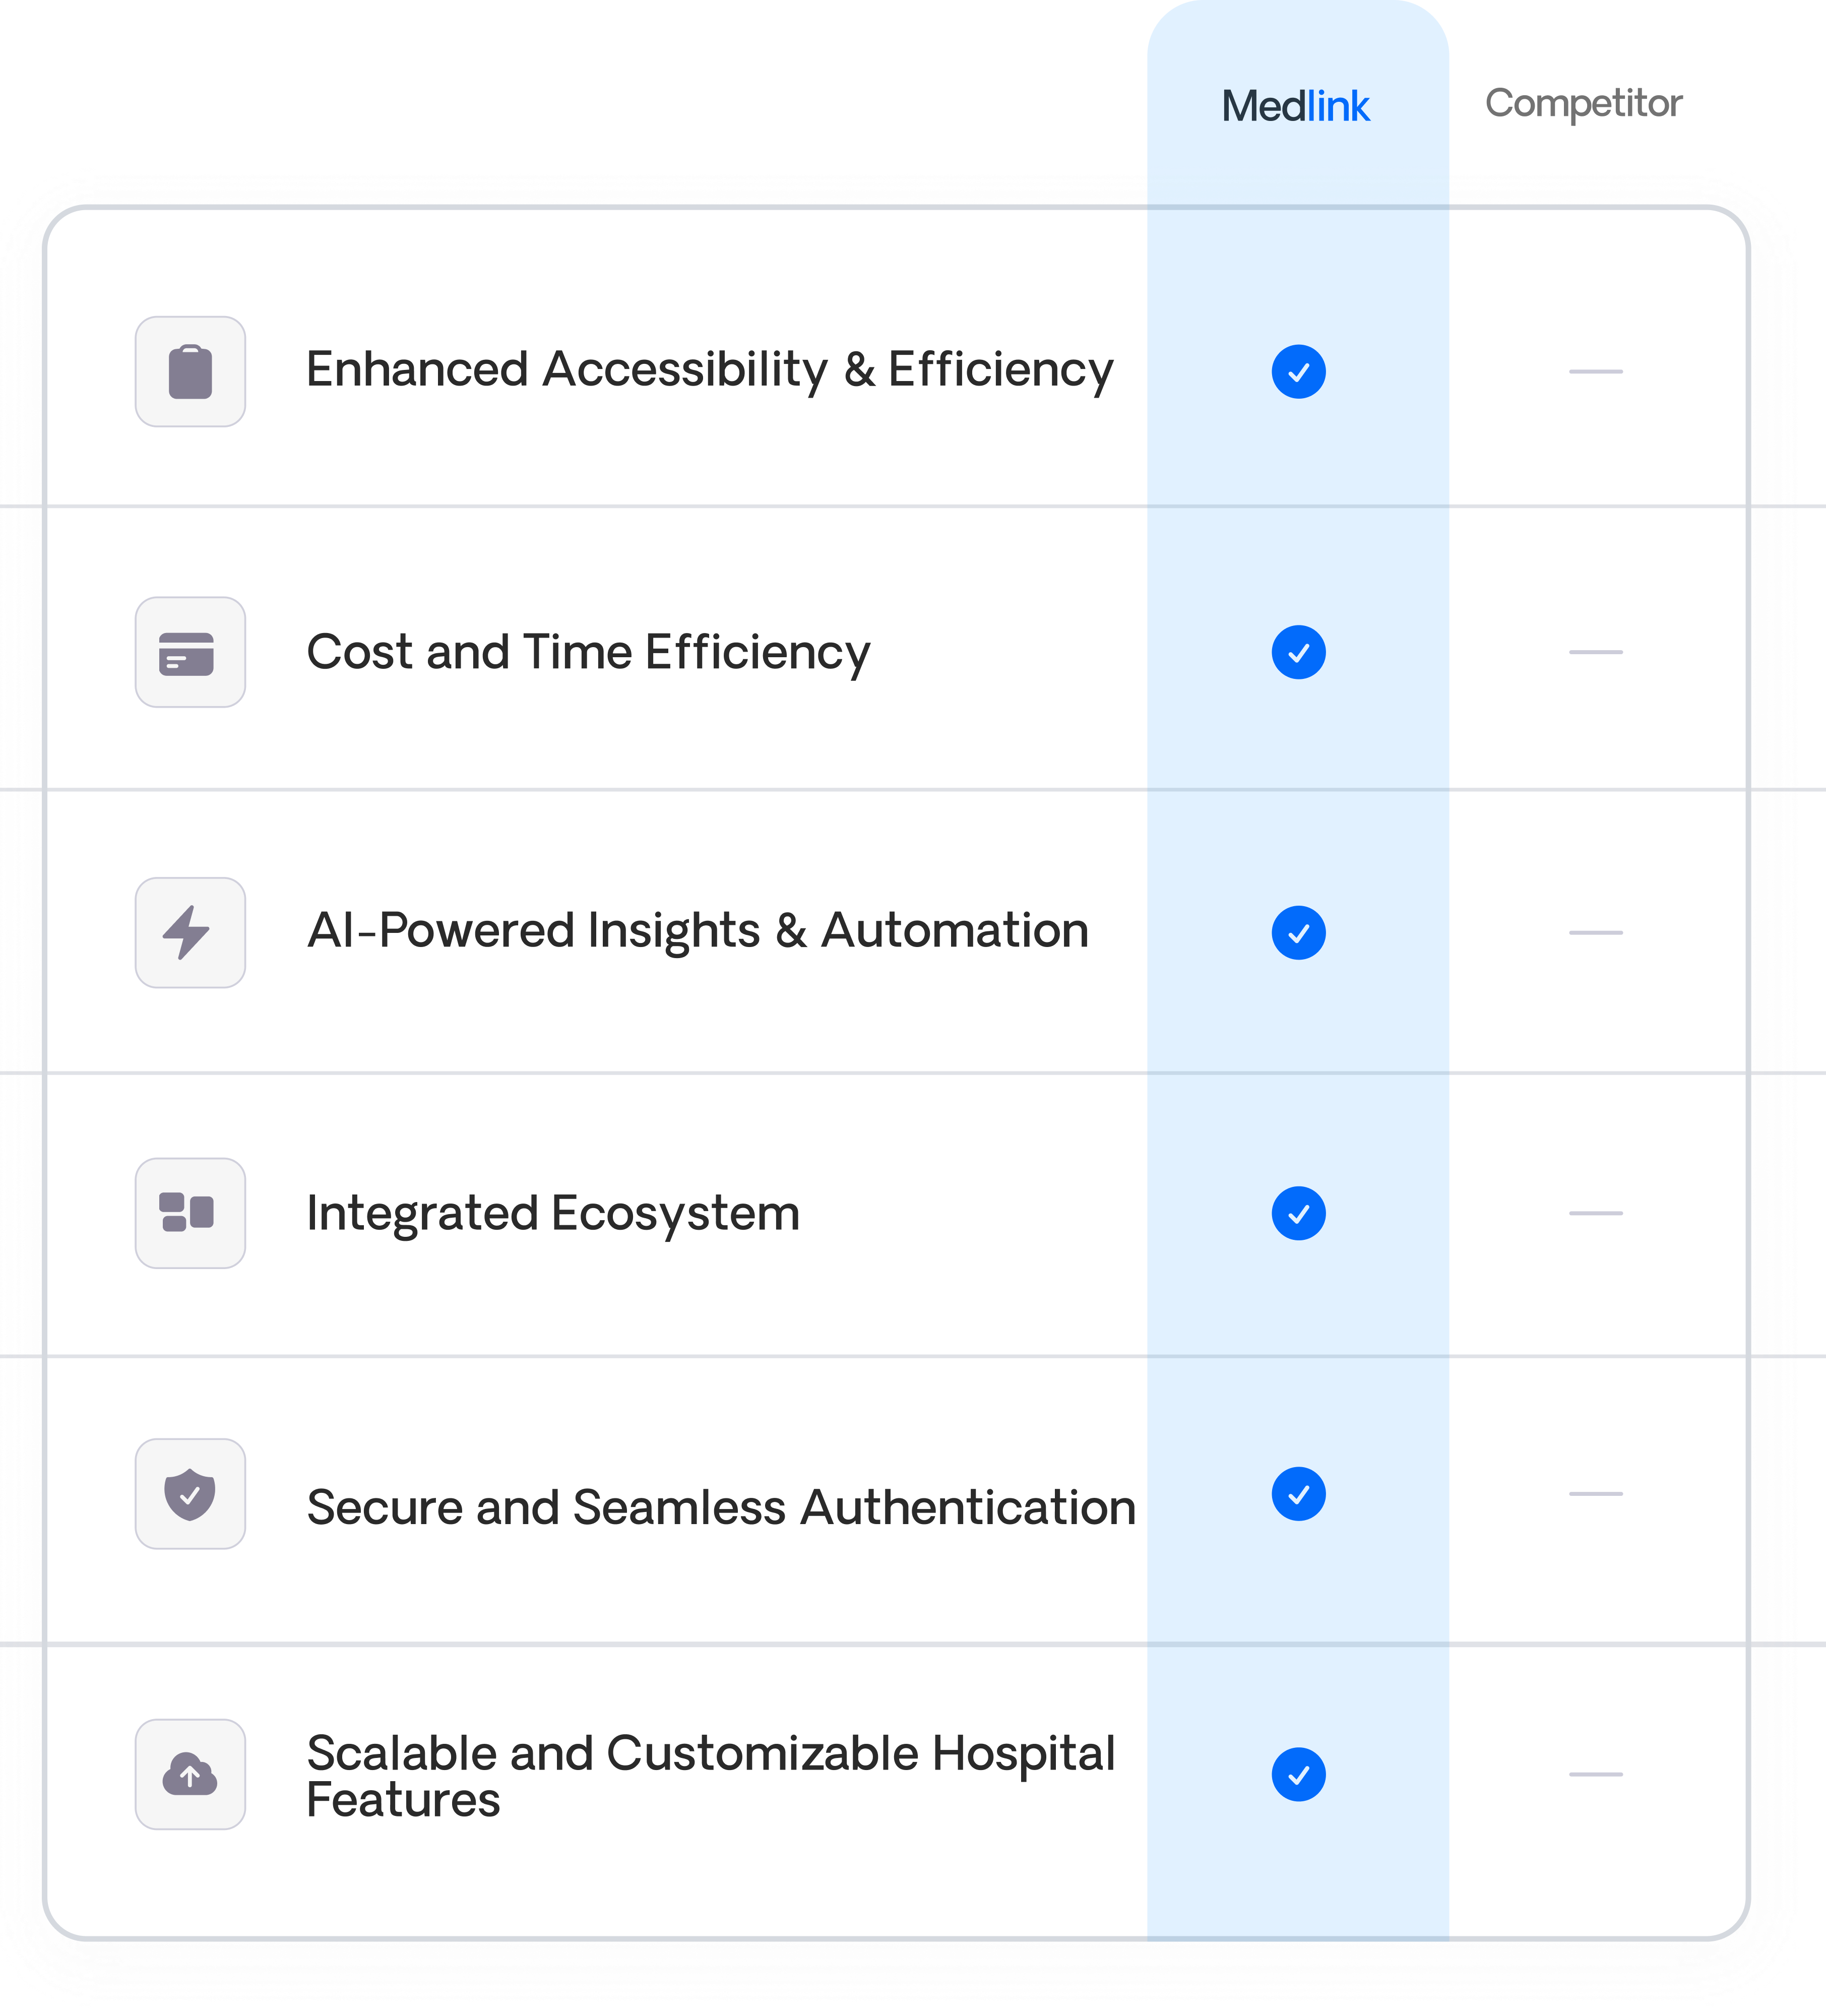 Medlink Competitor
Enhanced Accessibility & Efficiency
Cost and Time Efficiency
AI-Powered Insights & Automation
Integrated Ecosystem
Secure and Seamless Authentication
Scalable and Customizable Hospital
Features